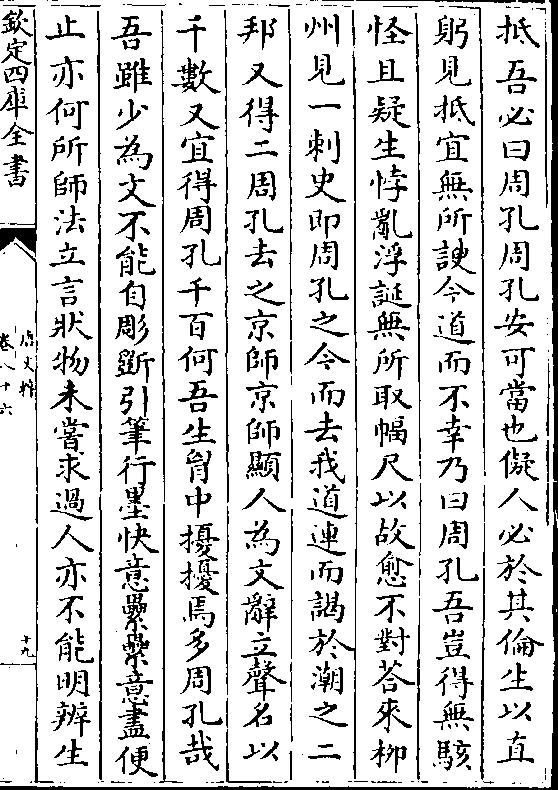 抵吾必曰周孔周孔安可當也儗人必於其倫生以直
躬見抵宜無所諛今道而不幸乃曰周孔吾豈得無駭
怪且疑生悖亂浮誕無所取幅尺以故愈不對荅來栁
州見一刺史即周孔之今而去我道連而謁於潮之二
邦又得二周孔去之京師京師顯人為文辭立聲名以
千數又宜得周孔千百何吾生胷中擾擾焉多周孔哉
吾雖少為文不能自彫斵引筆行墨快意纍纍意盡便
止亦何所師法立言狀物未嘗求過人亦不能明辨生
欽定四庫全書
唐文粹
卷八十六
十九